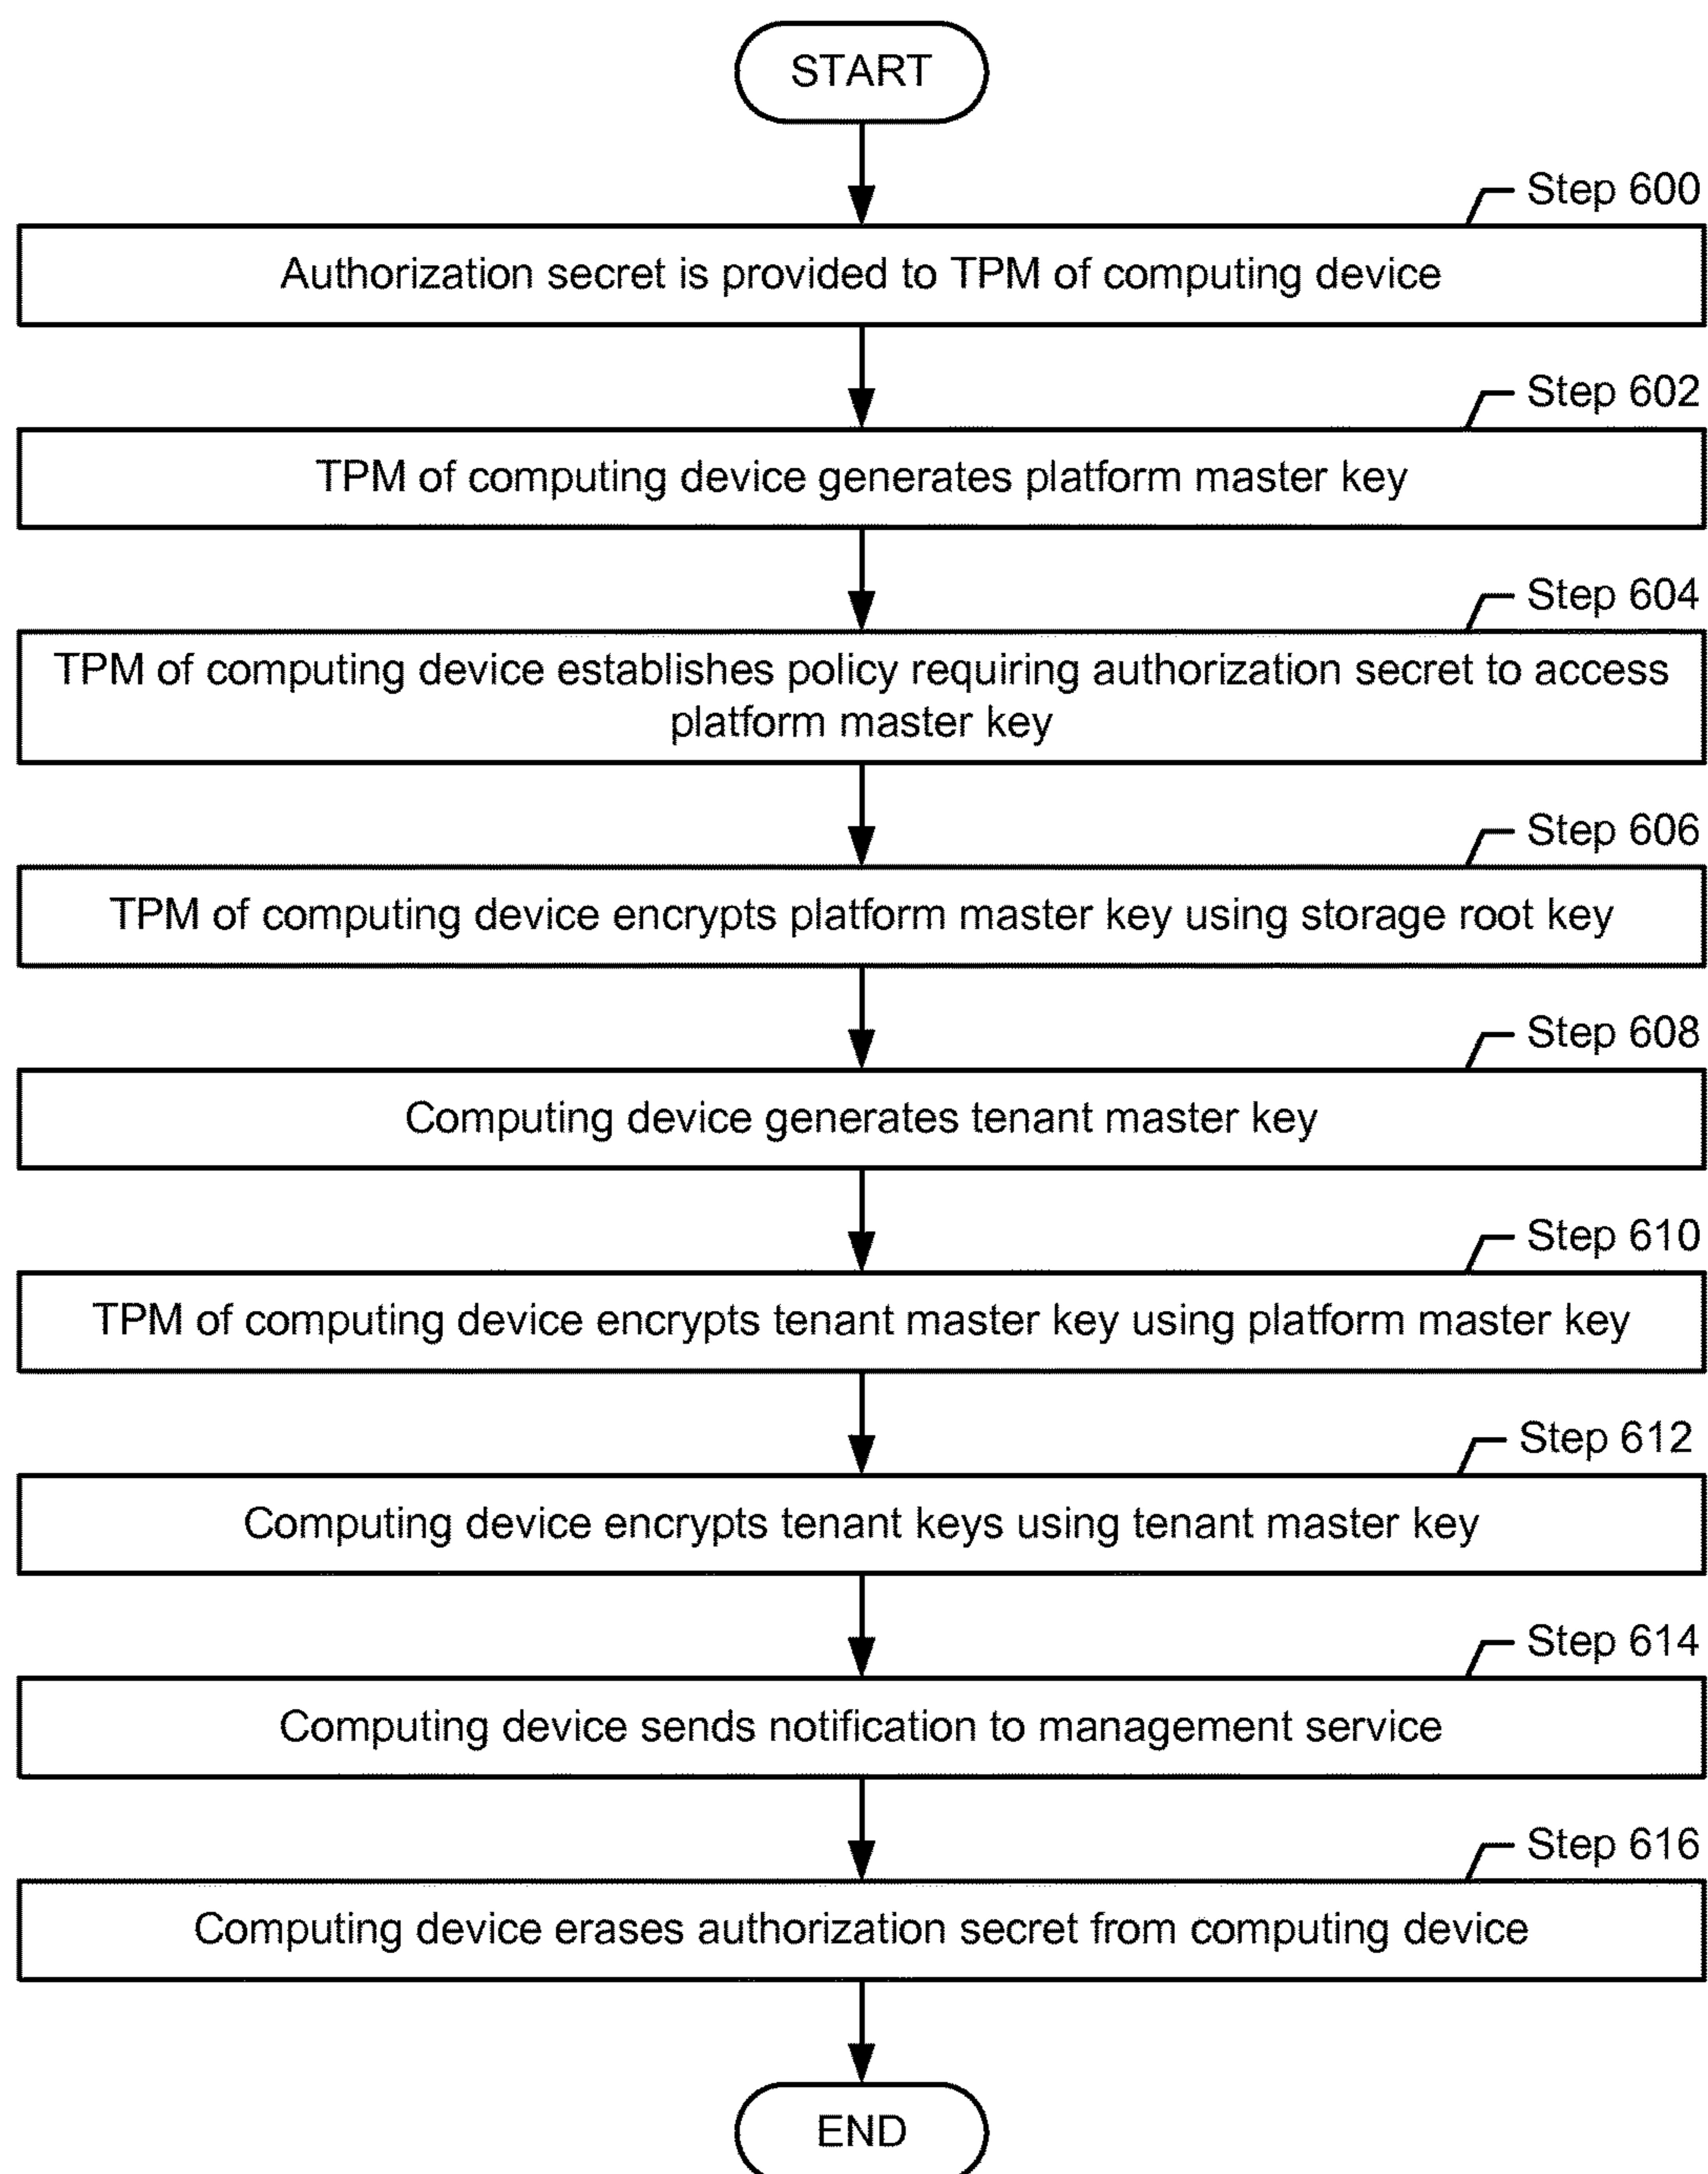 START
Step 600
Authorization secret is provided to TPM of computing device
Step 602
TPM of computing device generates platform master key
Step 604
TPM of computing device establishes policy requiring authorization secret to access
platform master key
Step 606
TPM of computing device encrypts platform master key using storage root key
Step 608
Computing device generates tenant master key
Step 610
TPM of computing device encrypts tenant master key using platform master key
Step 612
Computing device encrypts tenant keys using tenant master key
Step 614
Computing device sends notification to management service
Step 616
Computing device erases authorization secret from computing device
END